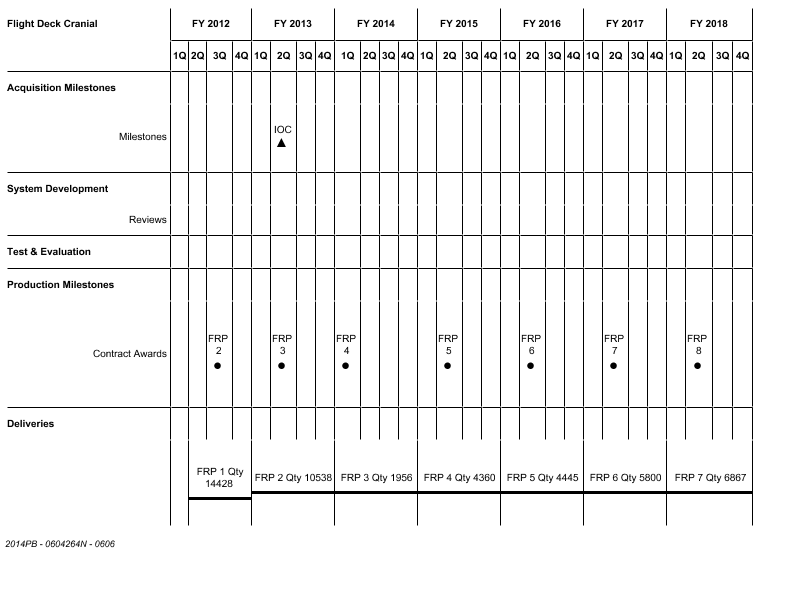 Flight Deck Cranial FY 2012 FY 2013 FY 2014 FY 2015 FY 2016 FY 2017 FY 2018
1Q 2Q 3Q 4Q 1Q 2Q 3Q 4Q 1Q 2Q 3Q 4Q 1Q 2Q 3Q 4Q 1Q 2Q 3Q 4Q 1Q 2Q 3Q 4Q 1Q 2Q 3Q 4Q
Acquisition Milestones
IOC
Milestones
System Development
Reviews
Test & Evaluation
Production Milestones
FRP FRP FRP FRP FRP FRP FRP
2 3 4 5 6 7 8
Contract Awards
Deliveries
FRP 1 Qty
14428
FRP 2 Qty 10538 FRP 3 Qty 1956 FRP 4 Qty 4360 FRP 5 Qty 4445 FRP 6 Qty 5800 FRP 7 Qty 6867
2014PB - 0604264N - 0606